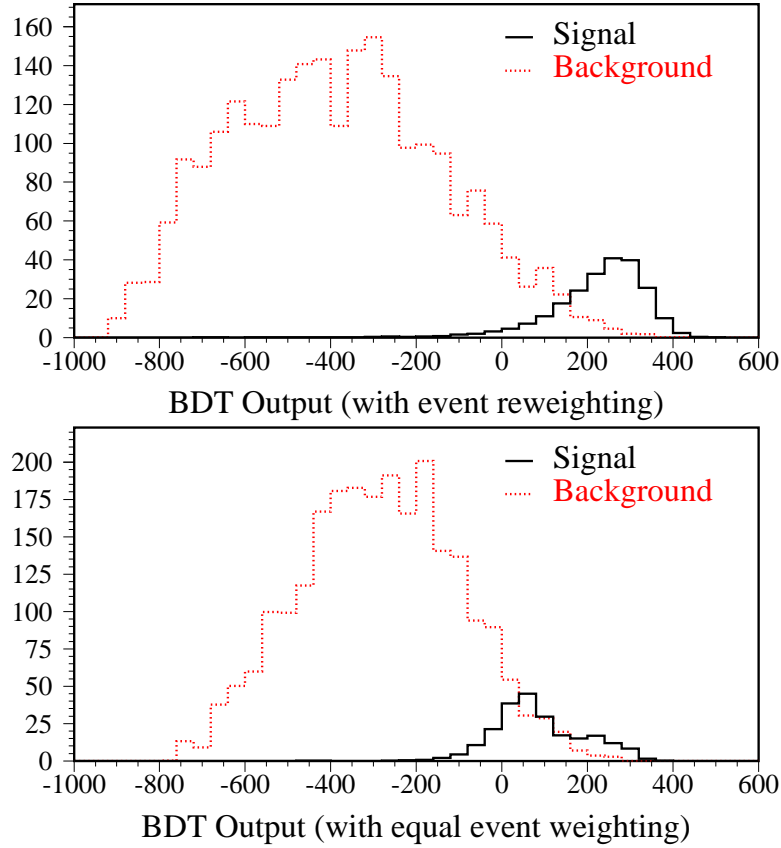 160
140
120
100
80
60
40
20
0
Signal
Background
-1000 -800 -600 -400 -200 0 200 400 600
BDT Output (with event reweighting)
200
175
150
125
100
75
50
25
0
Signal
Background
-1000 -800 -600 -400 -200 0 200 400 600
BDT Output (with equal event weighting)